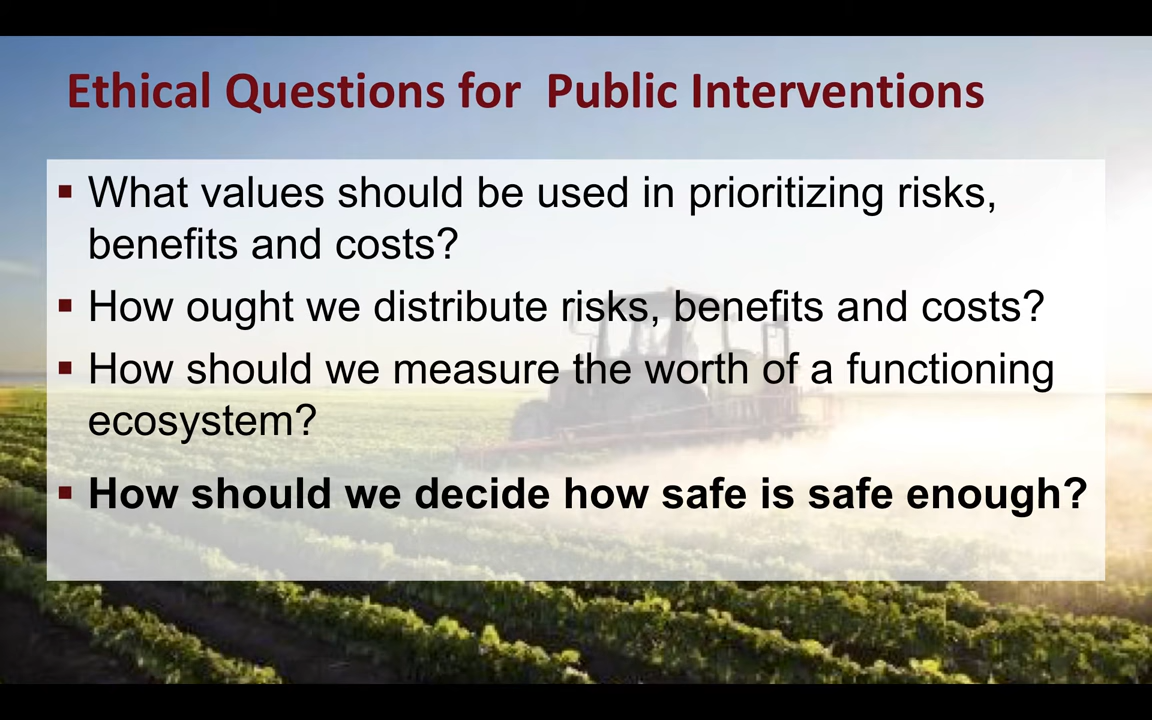 Ethical Questions for  Public Interventions
▪ What values should be used in prioritizing risks,
benefits and costs?
▪ How ought we distribute risks, benefits and costs?
▪ How should we measure the worth of a functioning
ecosystem?
▪ How should we decide how safe is safe enough?